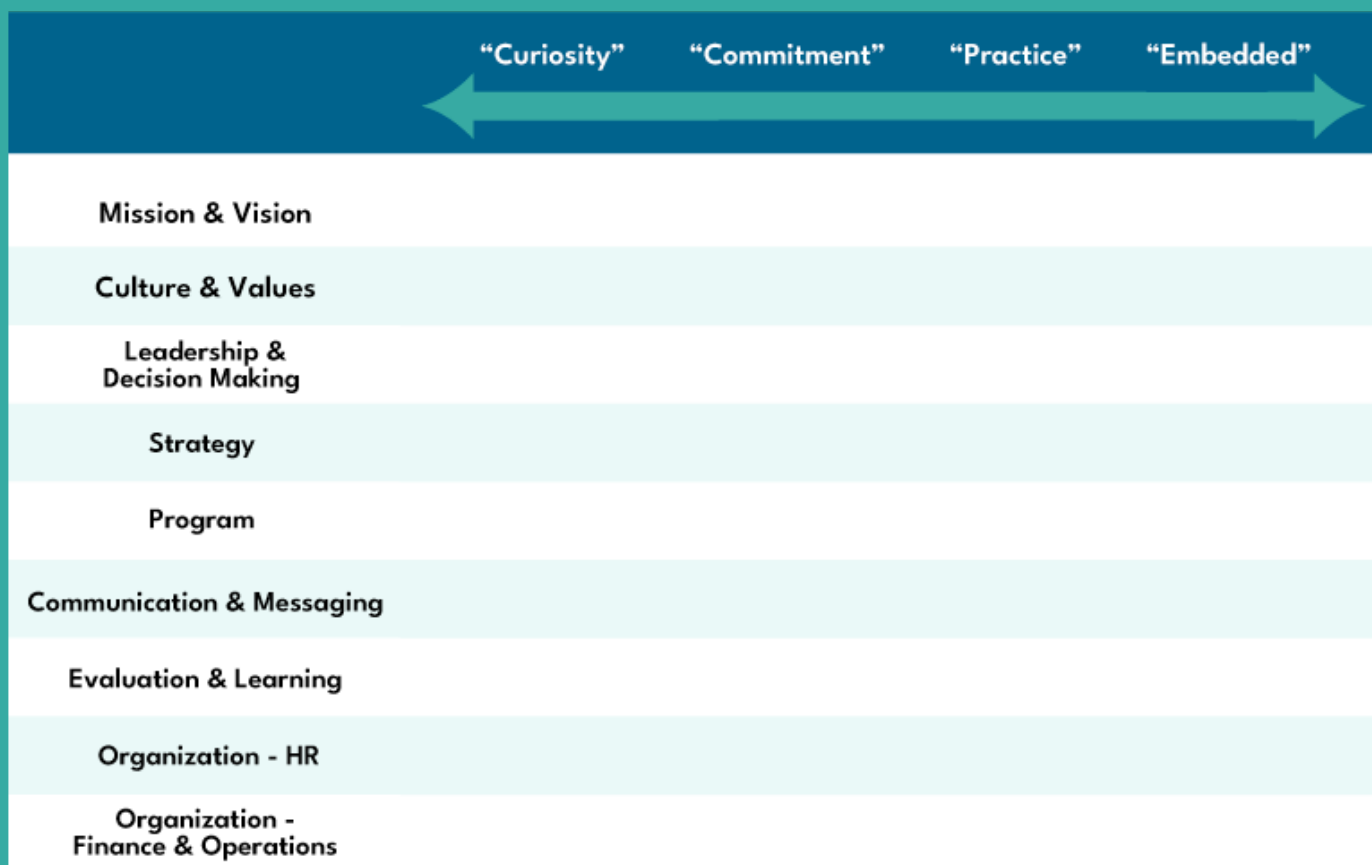 “Curiosity” “Commitment” “Practice” “Embedded”
Mission & Vision
Culture & Values
Leadership &
Decision Making
Strategy
Program
Communication & Messaging
Evaluation & Learning
Organization - HR
Organization -
Finance & Operations